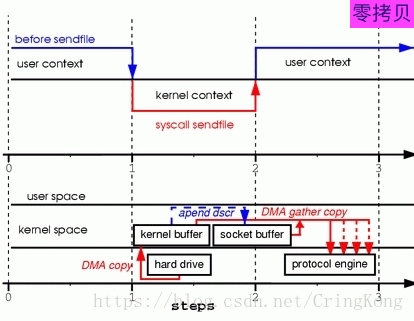 零拷贝
before sendfile
user context
user context
kernel context
syscall sendfile
0
1
2
3
user space
apend dscr
DMA gather copy
kernel space
kernel buffer
socket buffer
DMA copy
hard drive
protocol engine
0
1
2
3
steps
https://blog.csdn.net/CringKong